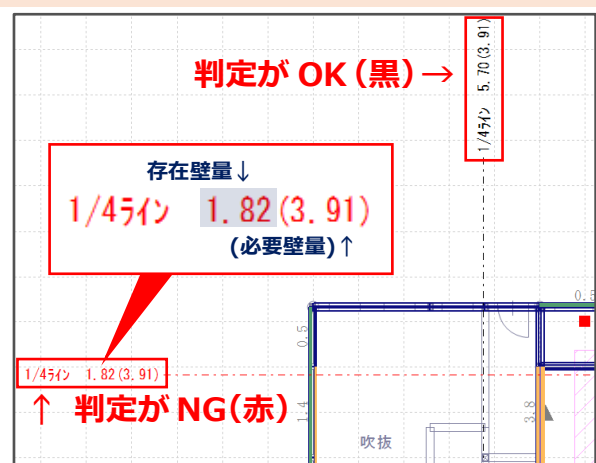 判定が OK（黒）→
1/4ﾗｲﾝ 5.70(3.91)
存在壁量↓
1/4ﾗｲﾝ 1.82(3.91)
(必要壁量)↑
0.8
0.5
1/4ﾗｲﾝ 1.82(3.91)
↑ 判定が NG（赤）
1.4
3.8
吹抜